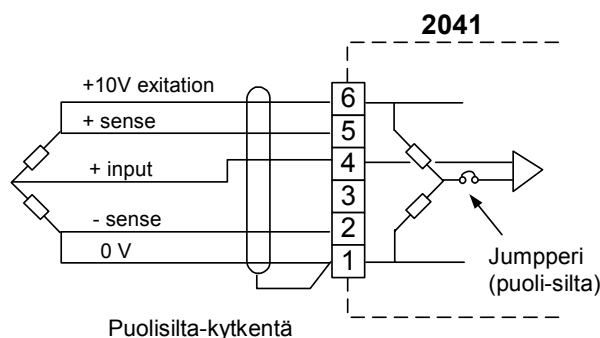 2041
+10V exitation
+ sense
+ input
- sense
0 V
6
5
4
3
2
1
Jumpperi
(puoli-silta)
Puolisilta-kytkentä